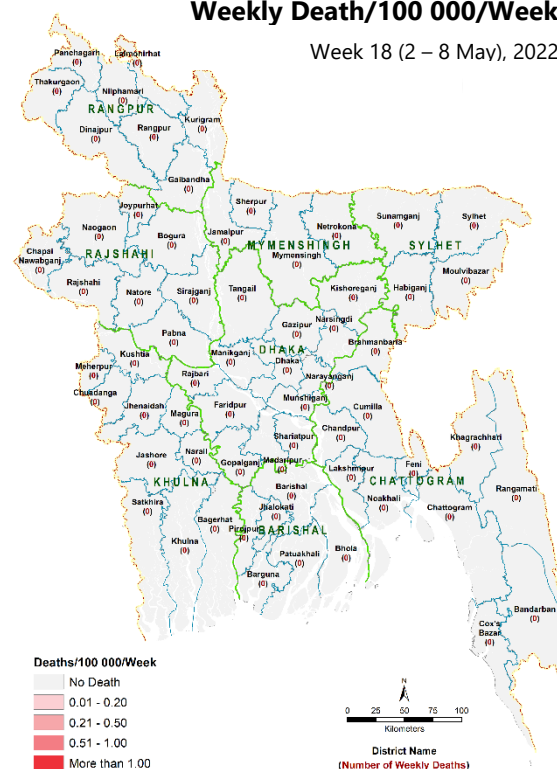 Weekly Death/100 000/Week
Week 18 (2 – 8 May), 2022
Panchagarh
(0)
Lalmonirhat
(0)
Thakurgaon
(0)
Nilphamari
(0)
RANGPUR
Kurigram
(0)
Dinajpur
(0)
Rangpur
(0)
Gaibandha
(0)
Joypurhat
(0)
Sherpur
(0)
Naogaon
(0)
Bogura
(0)
Jamalpur
(0)
Netrokona
(0)
Sunamganj
(0)
Sylhet
(0)
RAJSHAHI
MYMENSINGH
Mymensingh
(0)
SYLHET
Chapai
Nawabganj
(0)
Moulvibazar
(0)
Rajshahi
(0)
Natore
(0)
Sirajganj
(0)
Tangail
(0)
Kishoreganj
(0)
Habiganj
(0)
Pabna
(0)
Gazipur
(0)
Narsingdi
(0)
Brahmanbaria
(0)
Kushtia
(0)
Manikganj
(0)
DHAKA
Dhaka
(0)
Meherpur
(0)
Rajbari
(0)
Narayanganj
(0)
Chuadanga
(0)
Jhenaidah
(0)
Magura
(0)
Faridpur
(0)
Munshiganj
(0)
Cumilla
(0)
Chandpur
(0)
Khagrachhari
(0)
Shariatpur
(0)
Jashore
(0)
Narail
(0)
Gopalganj
(0)
Madaripur
(0)
Lakshmipur
(0)
Feni
(0)
KHULNA
CHATTOGRAM
Rangamati
(0)
Barishal
(0)
Noakhali
(0)
Chattogram
(0)
Satkhira
(0)
Jhalokati
(0)
Bagerhat
(0)
Pirojpur
(0)
BARISHAL
Khulna
(0)
Patuakhali
(0)
Bhola
(0)
Barguna
(0)
Bandarban
(0)
Cox's
Bazar
(0)
Deaths/100 000/Week
No Death
0.01 - 0.20
0.21 - 0.50
0.51 - 1.00
More than 1.00
N
0 25 50 75 100
Kilometers
District Name
(Number of Weekly Deaths)